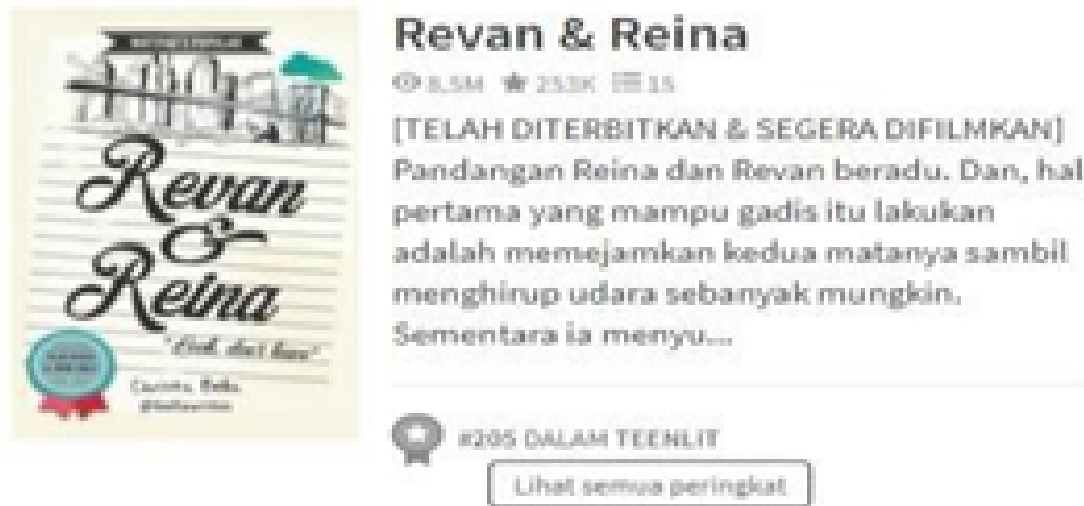 Revan
&
Reina
Revan & Reina
8.5M 253K 15
[TELAH DITERBITKAN & SEGERA DIFILMKAN]
Pandangan Reina dan Revan beradu. Dan, hal
pertama yang mampu gadis itu lakukan
adalah memejamkan kedua matanya sambil
menghirup udara sebanyak mungkin.
Sementara ia menyu...
#205 DALAM TEENLIT
Lihat semua peringkat